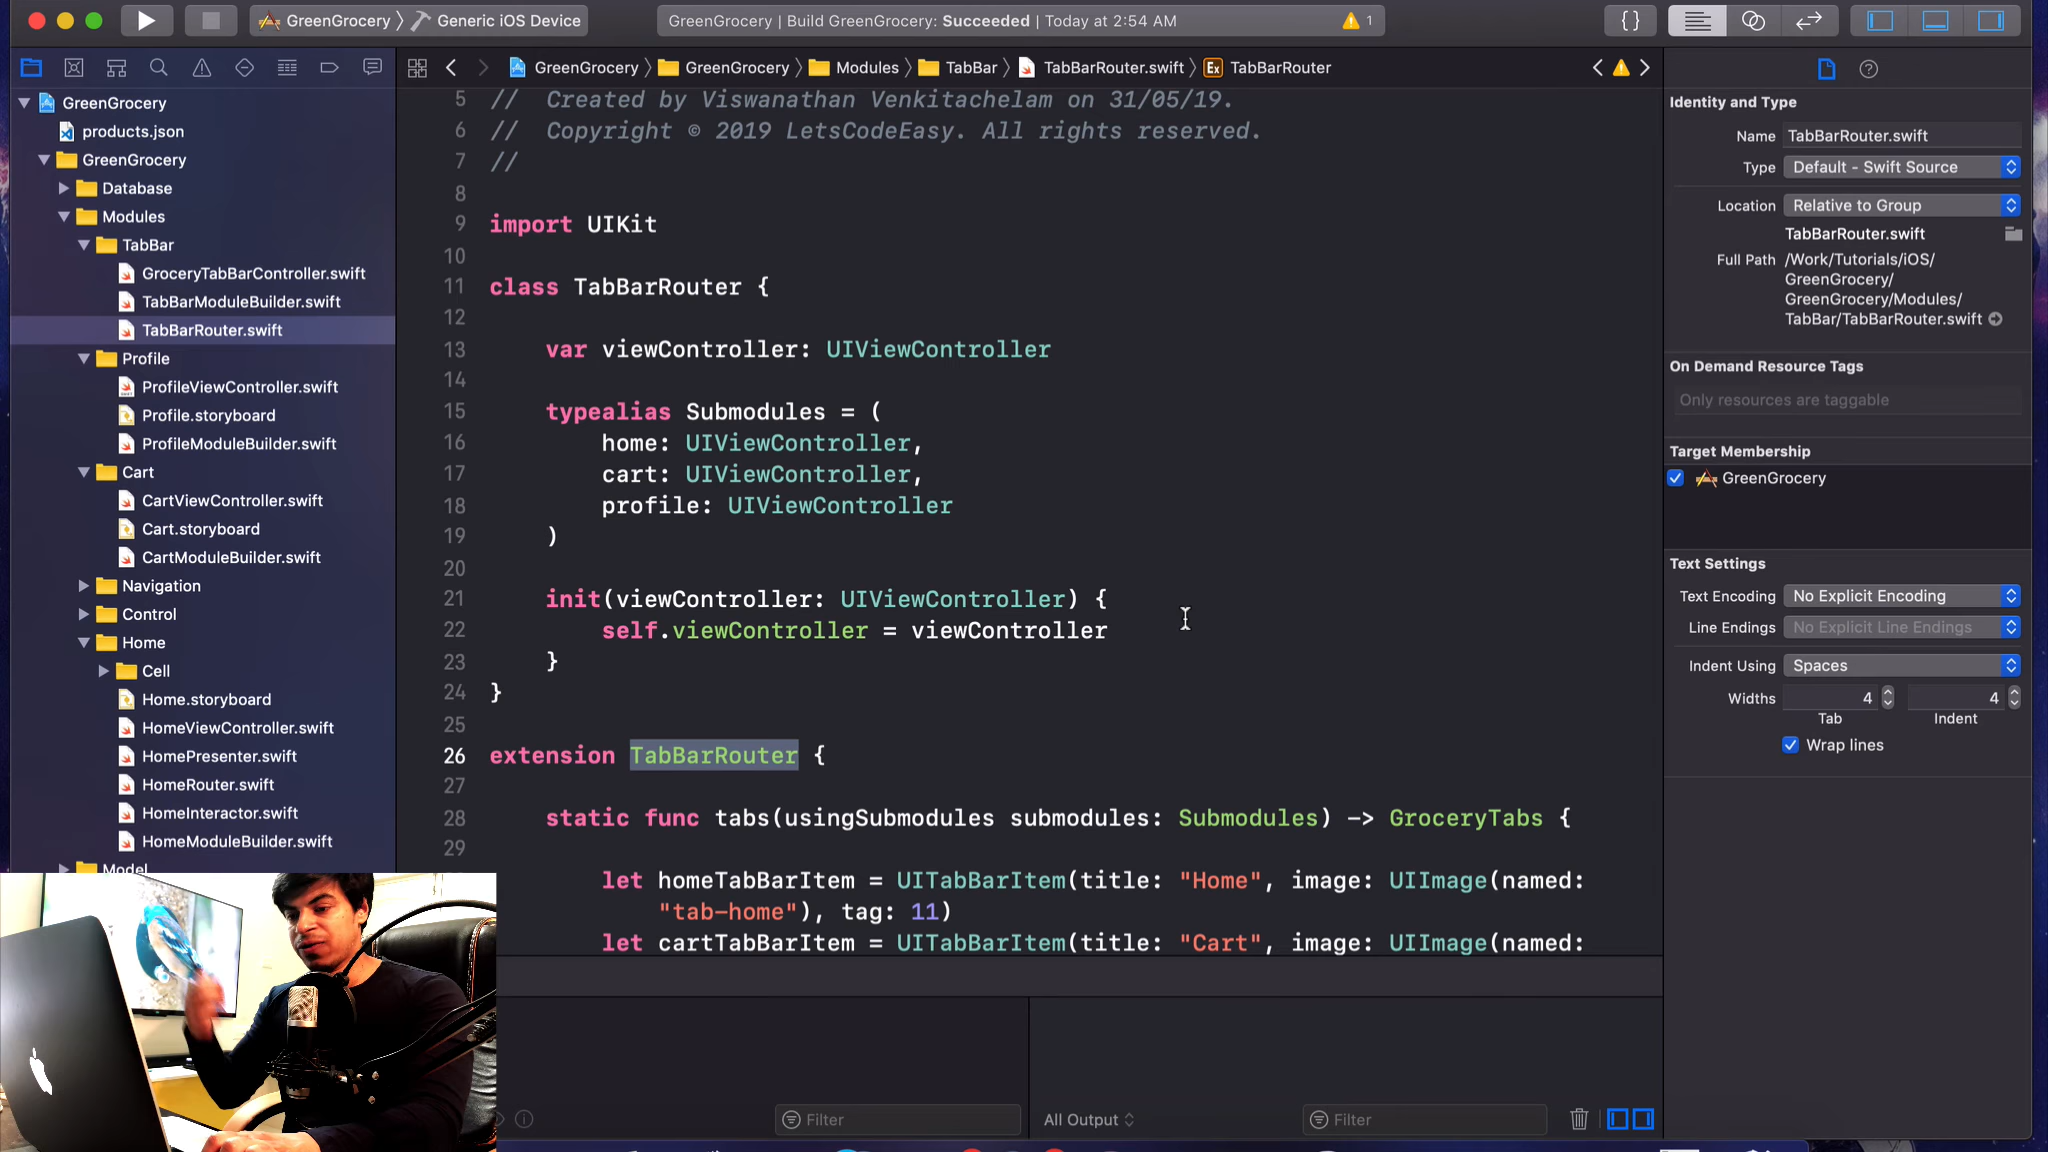 GreenGrocery 〉 Generic iOS Device
GreenGrocery | Build GreenGrocery: Succeeded | Today at 2:54 AM
1
{}
GreenGrocery 〉 GreenGrocery 〉 Modules 〉 TabBar 〉 TabBarRouter.swift 〉 Ex TabBarRouter
GreenGrocery
products.json
GreenGrocery
Database
Modules
TabBar
GroceryTabBarController.swift
TabBarModuleBuilder.swift
TabBarRouter.swift
Profile
ProfileViewController.swift
Profile.storyboard
ProfileModuleBuilder.swift
Cart
CartViewController.swift
Cart.storyboard
CartModuleBuilder.swift
Navigation
Control
Home
Cell
Home.storyboard
HomeViewController.swift
HomePresenter.swift
HomeRouter.swift
HomeInteractor.swift
HomeModuleBuilder.swift
Model
5 //  Created by Viswanathan Venkitachelam on 31/05/19.
6 //  Copyright © 2019 LetsCodeEasy. All rights reserved.
7 //
8
9 import UIKit
10
11 class TabBarRouter {
12
13     var viewController: UIViewController
14
15     typealias Submodules = (
16         home: UIViewController,
17         cart: UIViewController,
18         profile: UIViewController
19     )
20
21     init(viewController: UIViewController) {
22         self.viewController = viewController
23     }
24 }
25
26 extension TabBarRouter {
27
28     static func tabs(usingSubmodules submodules: Submodules) -> GroceryTabs {
29
let homeTabBarItem = UITabBarItem(title: "Home", image: UIImage(named:
"tab-home"), tag: 11)
let cartTabBarItem = UITabBarItem(title: "Cart", image: UIImage(named:
Filter
All Output
Filter
Identity and Type
Name TabBarRouter.swift
Type Default - Swift Source
Location Relative to Group
TabBarRouter.swift
Full Path /Work/Tutorials/iOS/
GreenGrocery/
GreenGrocery/Modules/
TabBar/TabBarRouter.swift
On Demand Resource Tags
Only resources are taggable
Target Membership
GreenGrocery
Text Settings
Text Encoding No Explicit Encoding
Line Endings No Explicit Line Endings
Indent Using Spaces
Widths 4 4
Tab Indent
Wrap lines